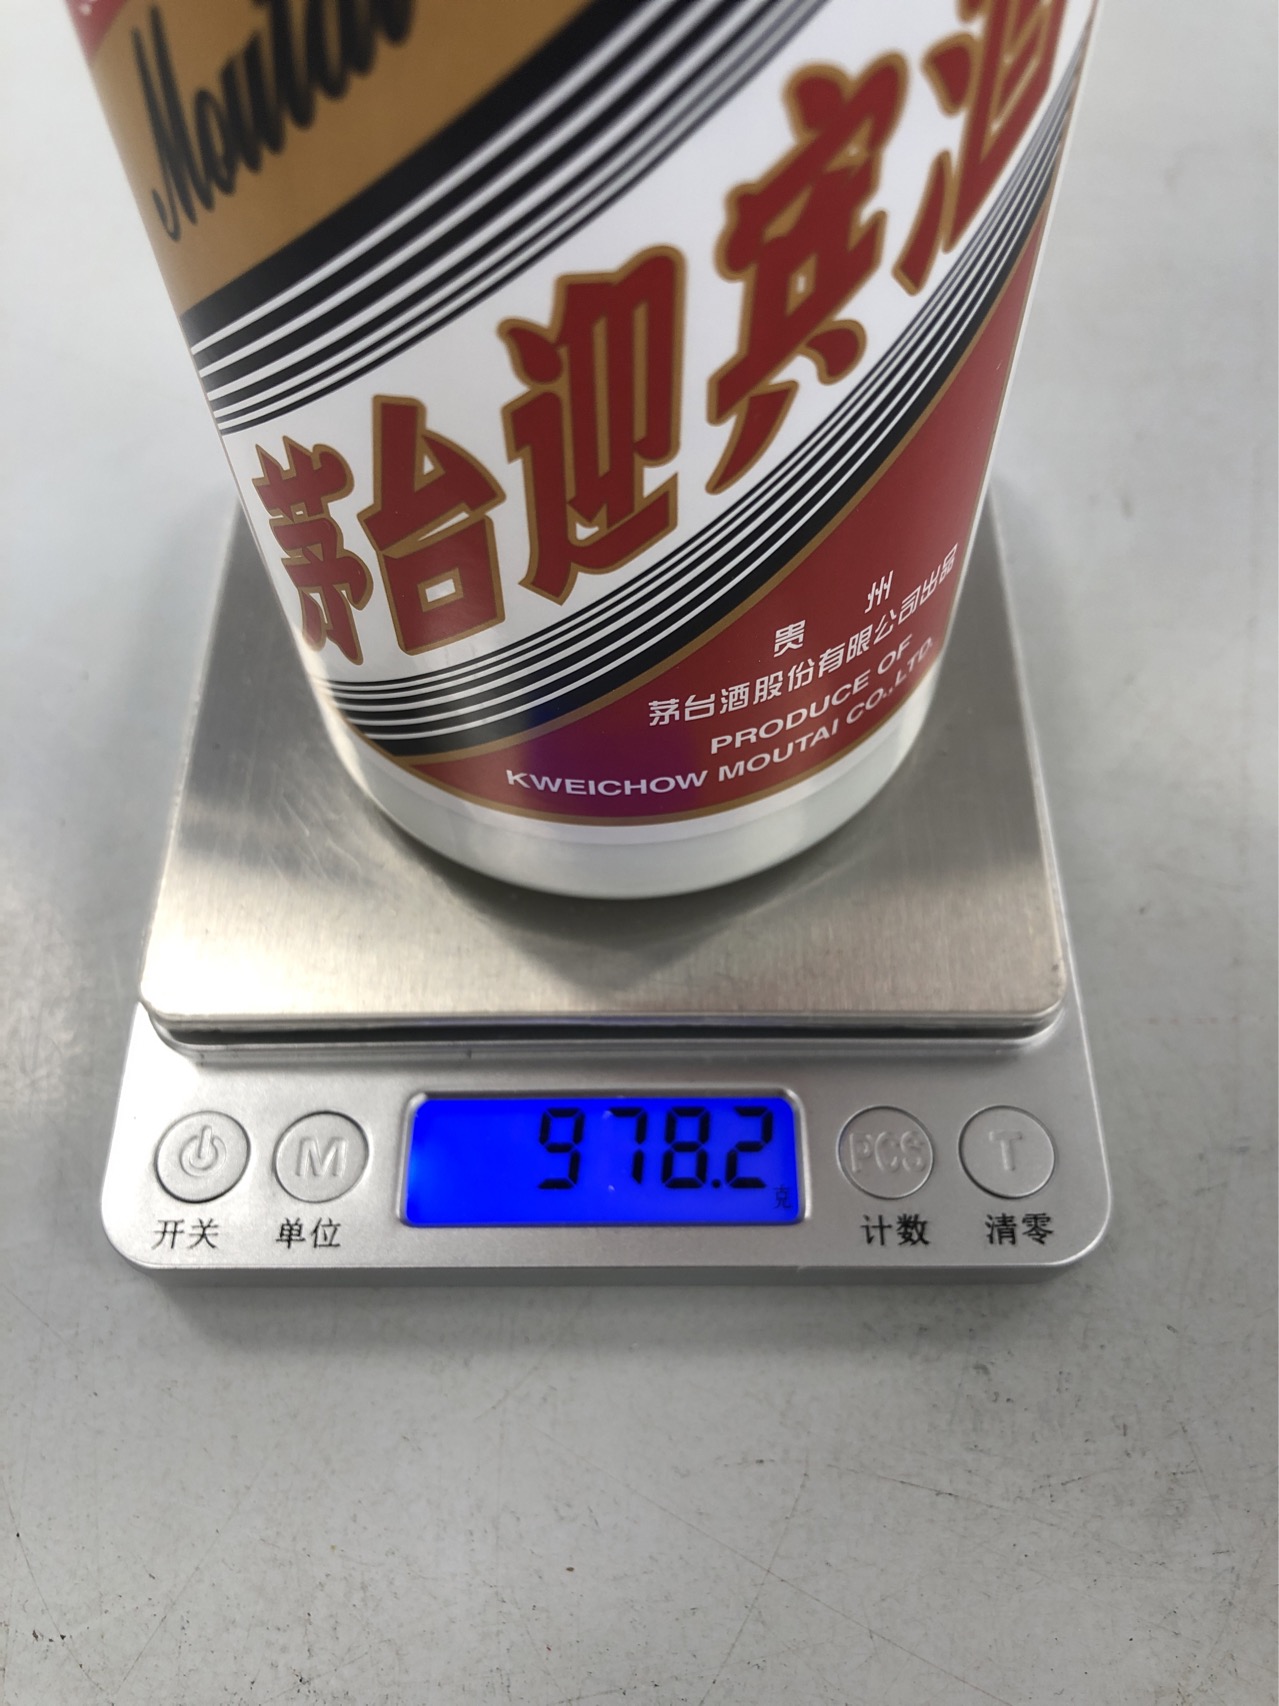 Moutai
茅台迎宾酒
贵州
茅台酒股份有限公司出品
PRODUCE OF
KWEICHOW MOUTAI CO.,LTD.
978.2
克
M
PCS
T
开关
单位
计数
清零